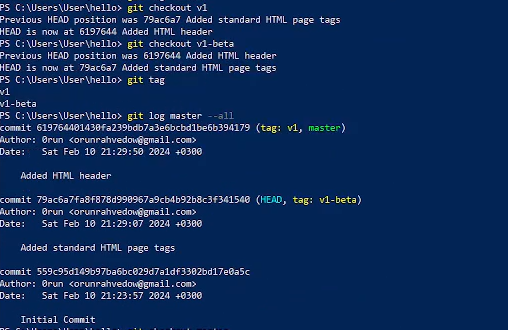 PS C:\Users\User\hello> git checkout v1
Previous HEAD position was 79ac6a7 Added standard HTML page tags
HEAD is now at 6197644 Added HTML header
PS C:\Users\User\hello> git checkout v1-beta
Previous HEAD position was 6197644 Added HTML header
HEAD is now at 79ac6a7 Added standard HTML page tags
PS C:\Users\User\hello> git tag
v1
v1-beta
PS C:\Users\User\hello> git log master --all
commit 619764401430fa239bdb7a3e6bcbd1be6b394179 (tag: v1, master)
Author: 0run <orunrahvedow@gmail.com>
Date: Sat Feb 10 21:29:50 2024 +0300
Added HTML header
commit 79ac6a7fa8f878d990967a9cb4b92b8c3f341540 (HEAD, tag: v1-beta)
Author: 0run <orunrahvedow@gmail.com>
Date: Sat Feb 10 21:29:07 2024 +0300
Added standard HTML page tags
commit 559c95d149b97ba6bc029d7a1df3302bd17e0a5c
Author: 0run <orunrahvedow@gmail.com>
Date: Sat Feb 10 21:23:57 2024 +0300
Initial Commit